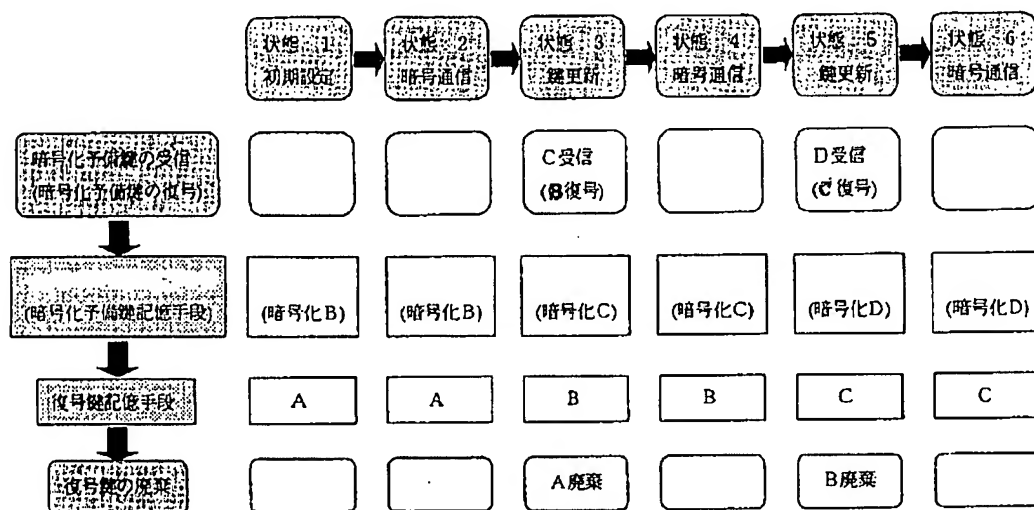 状態 1
初期設定
状態 2
暗号通信
状態 3
鍵更新
状態 4
暗号通信
状態 5
鍵更新
状態 6
暗号通信
暗号化予備鍵の受信
(暗号化予備鍵の復号)
C受信
(B復号)
D受信
(C復号)
(暗号化予備鍵記憶手段)
(暗号化B)
(暗号化B)
(暗号化C)
(暗号化C)
(暗号化D)
(暗号化D)
復号鍵記憶手段
A
A
B
B
C
C
復号鍵の廃棄
A廃棄
B廃棄